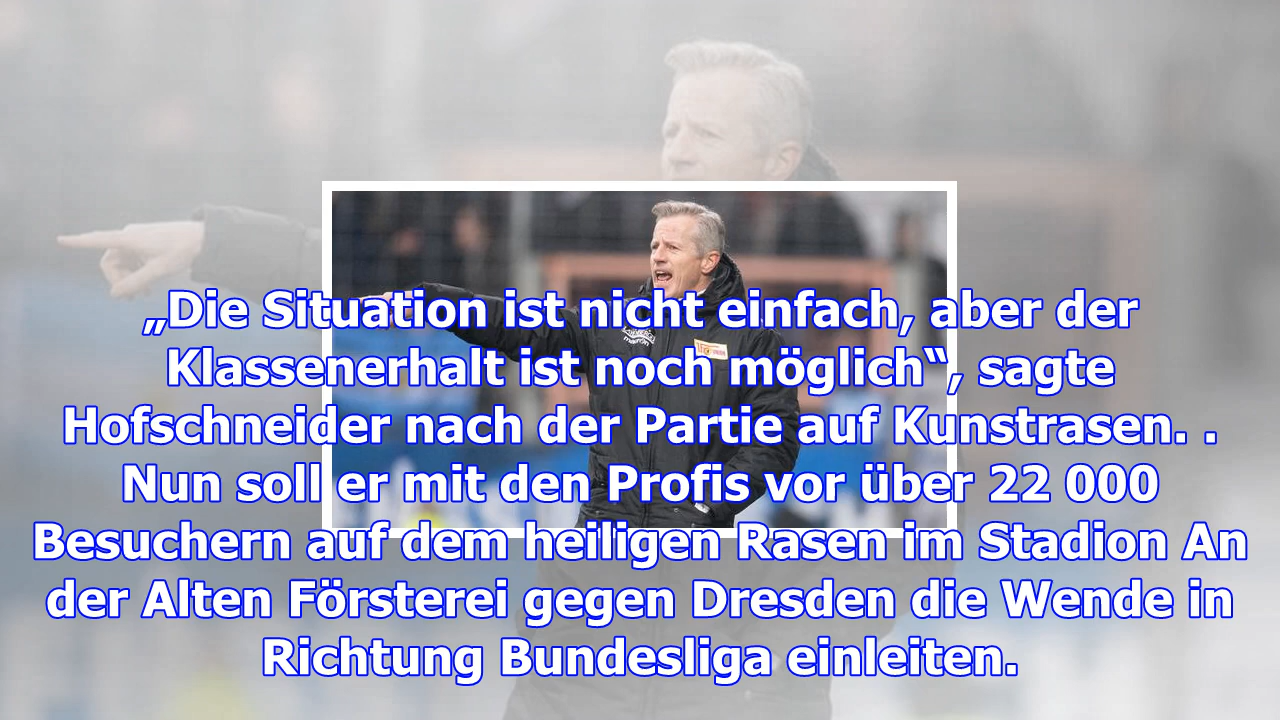 „Die Situation ist nicht einfach, aber der
Klassenerhalt ist noch möglich“, sagte
Hofschneider nach der Partie auf Kunstrasen. .
Nun soll er mit den Profis vor über 22 000
Besuchern auf dem heiligen Rasen im Stadion An
der Alten Försterei gegen Dresden die Wende in
Richtung Bundesliga einleiten.